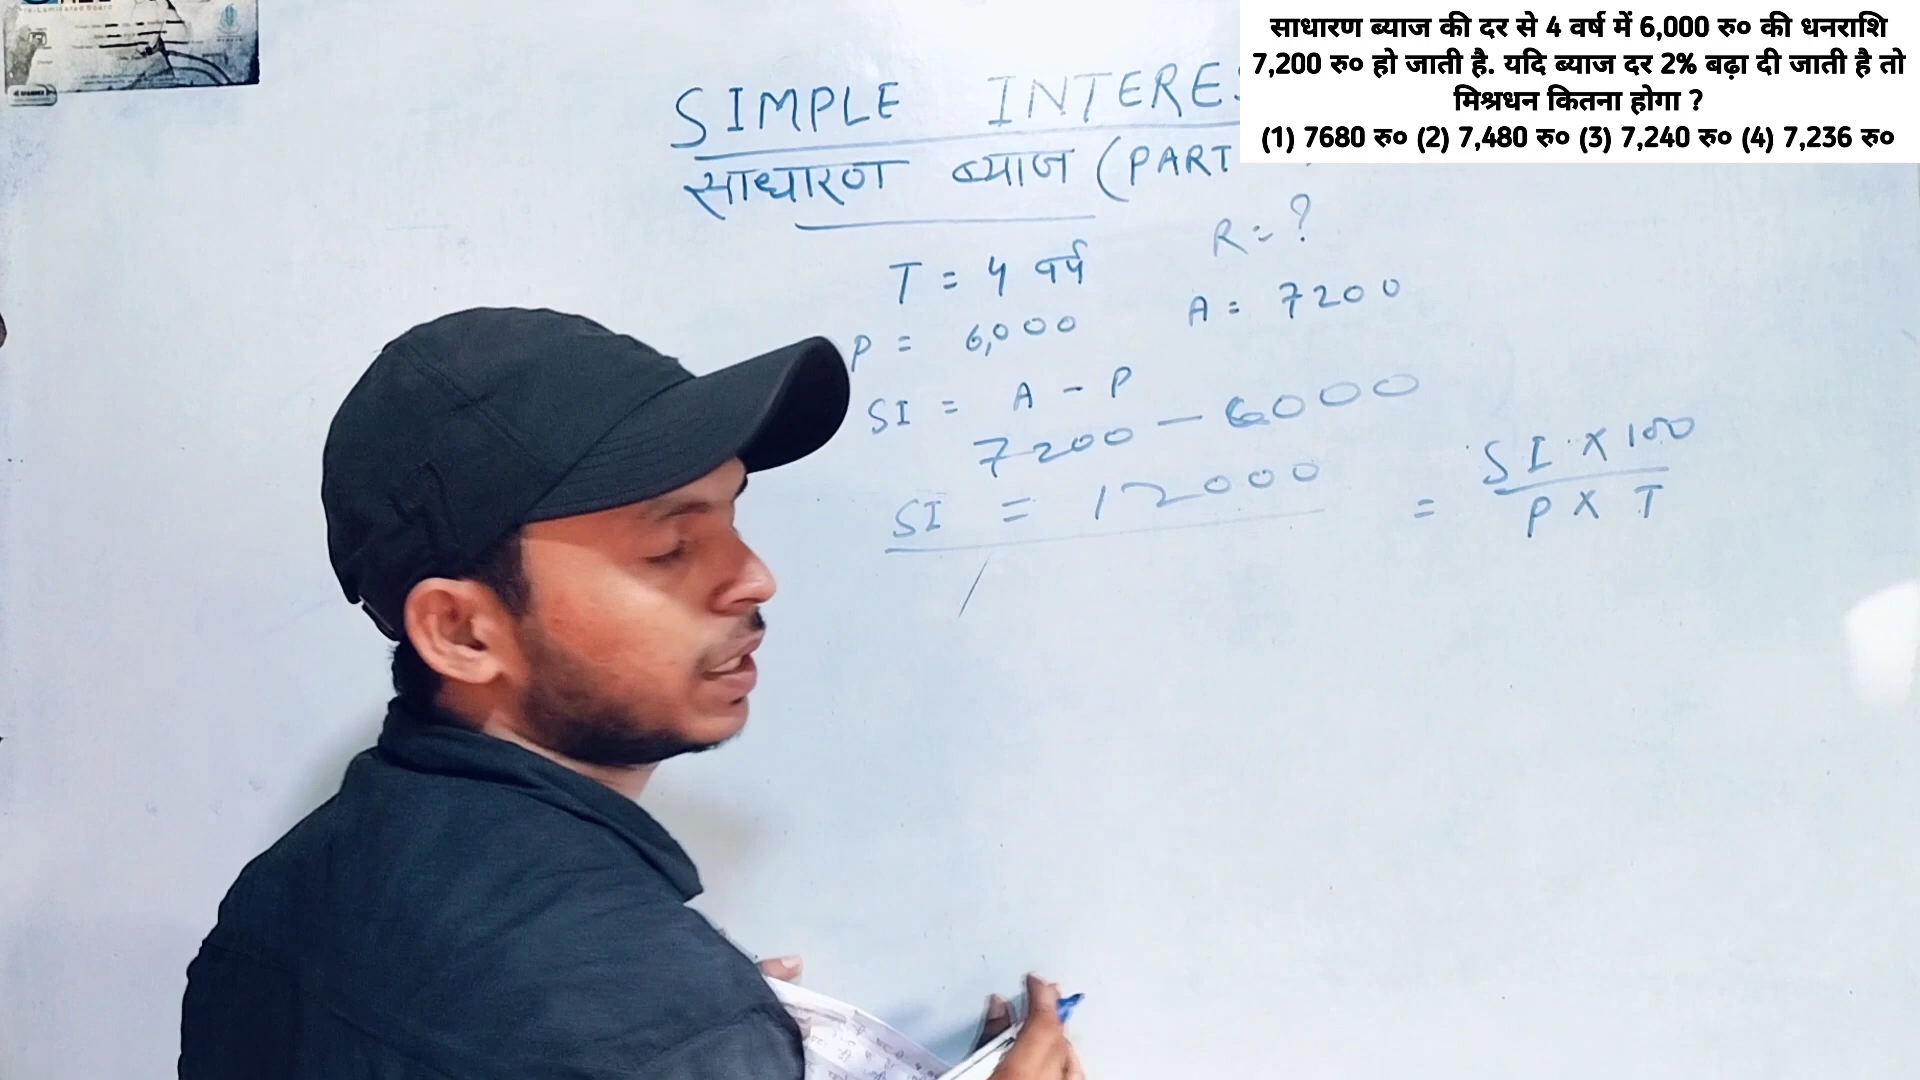 साधारण ब्याज की दर से 4 वर्ष में 6,000 रु० की धनराशि
7,200 रु० हो जाती है. यदि ब्याज दर 2% बढ़ा दी जाती है तो
मिश्रधन कितना होगा ?
(1) 7680 रु० (2) 7,480 रु० (3) 7,240 रु० (4) 7,236 रु०
SIMPLE INTERES
साधारण ब्याज (PART
R = ?
T = 4 वर्ष
A = 7200
P = 6,000
SI = A - P
7200 - 6000
SI = 12000
= SI × 100
P × T